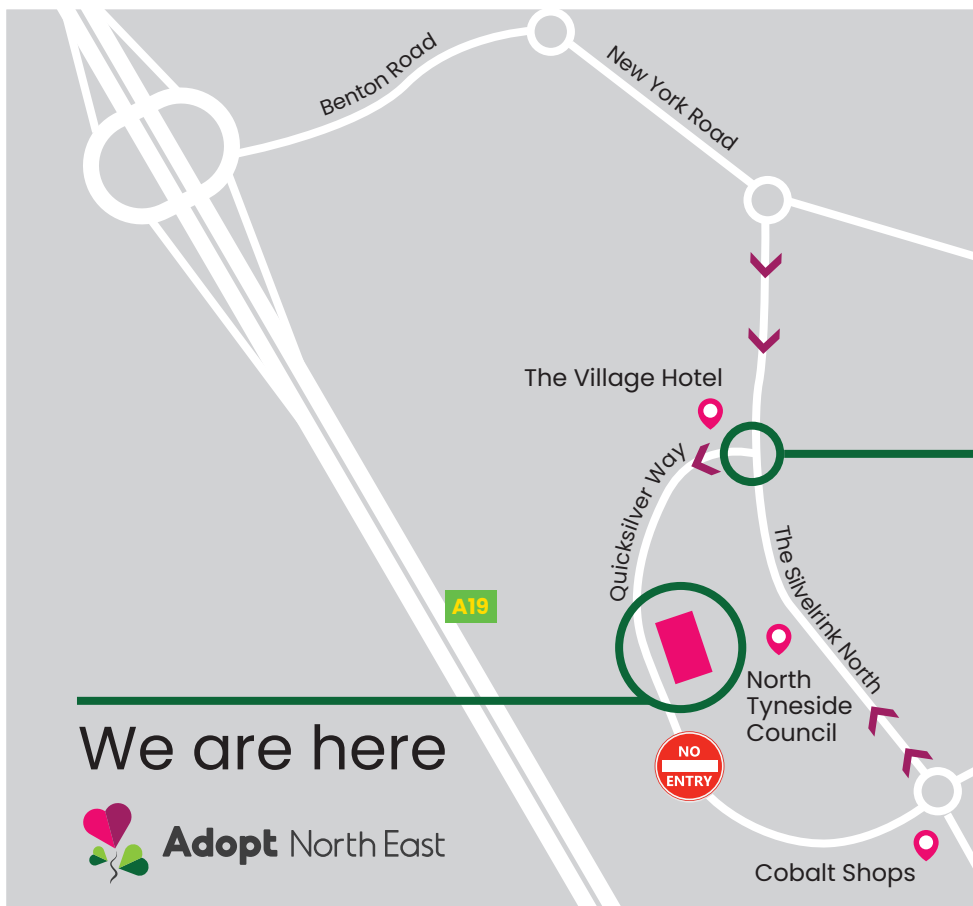 Benton Road
New York Road
The Village Hotel
Quicksilver Way
The Silvelrink North
A19
North
Tyneside
Council
We are here
NO
ENTRY
Adopt North East
Cobalt Shops